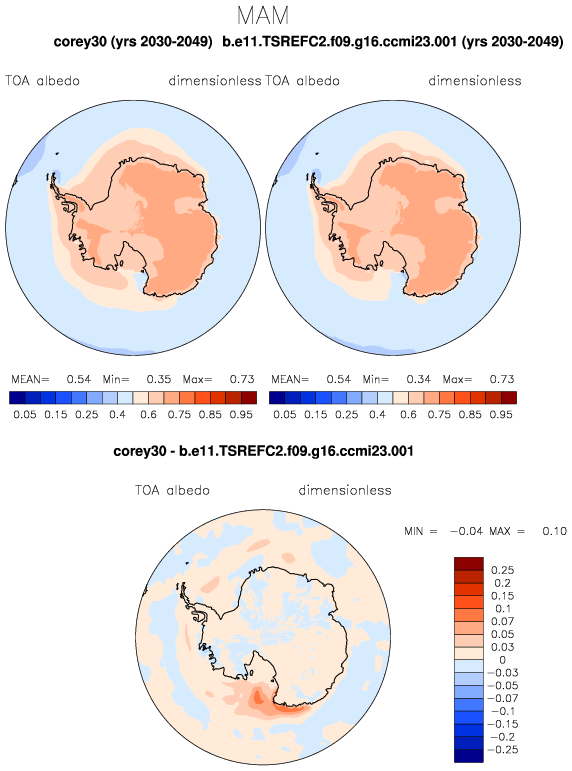 MAM
corey30 (yrs 2030-2049) b.e11.TSREFC2.f09.g16.ccmi23.001 (yrs 2030-2049)
TOA albedo dimensionless TOA albedo dimensionless
MEAN= 0.54 Min= 0.35 Max= 0.73 MEAN= 0.54 Min= 0.34 Max= 0.73
0.05 0.15 0.25 0.4 0.6 0.75 0.85 0.95 0.05 0.15 0.25 0.4 0.6 0.75 0.85 0.95
corey30 - b.e11.TSREFC2.f09.g16.ccmi23.001
TOA albedo dimensionless
MIN = -0.04 MAX = 0.10
0.25
0.2
0.15
0.1
0.07
0.05
0.03
0
-0.03
-0.05
-0.07
-0.1
-0.15
-0.2
-0.25